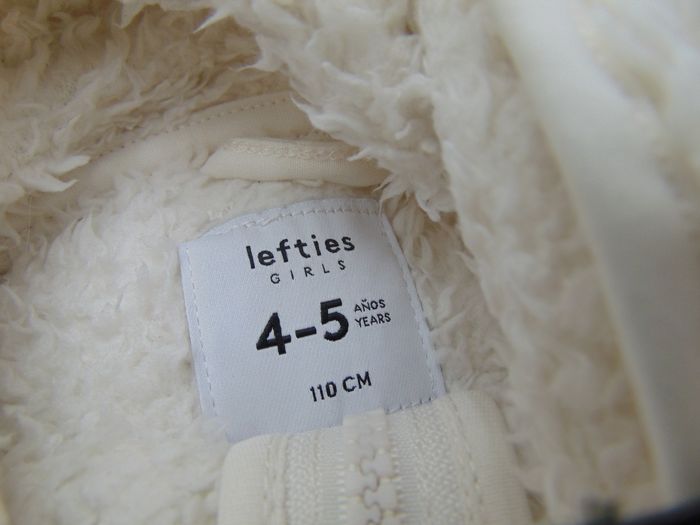 lefties
GIRLS
4-5 AÑOS
YEARS
110 CM